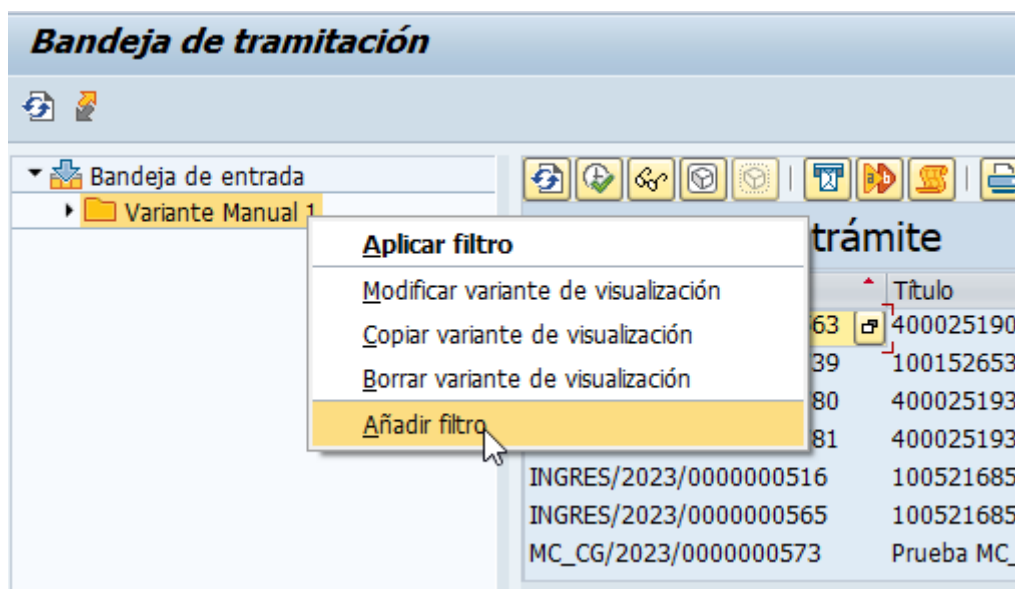 Bandeja de tramitación
Bandeja de entrada
Variante Manual 1
Aplicar filtro
Modificar variante de visualización
Copiar variante de visualización
Borrar variante de visualización
Añadir filtro
trámite
Título
63 400025190
39 100152653
80 400025193
81 400025193
INGRES/2023/0000000516 100521685
INGRES/2023/0000000565 100521685
MC_CG/2023/0000000573 Prueba MC_